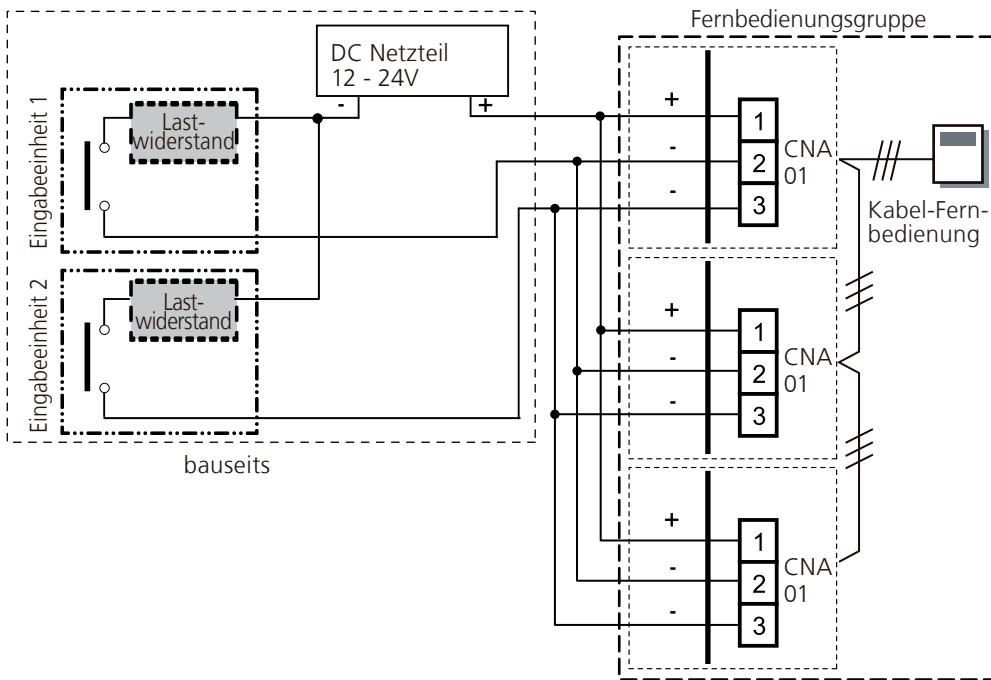 Fernbedienungsgruppe
DC Netzteil
12 - 24V
- +
Eingabeeinheit 1
Last-
widerstand
Eingabeeinheit 2
Last-
widerstand
bauseits
+ 1
- 2
- 3
CNA
01
Kabel-Fern-
bedienung
+ 1
- 2
- 3
CNA
01
+ 1
- 2
- 3
CNA
01